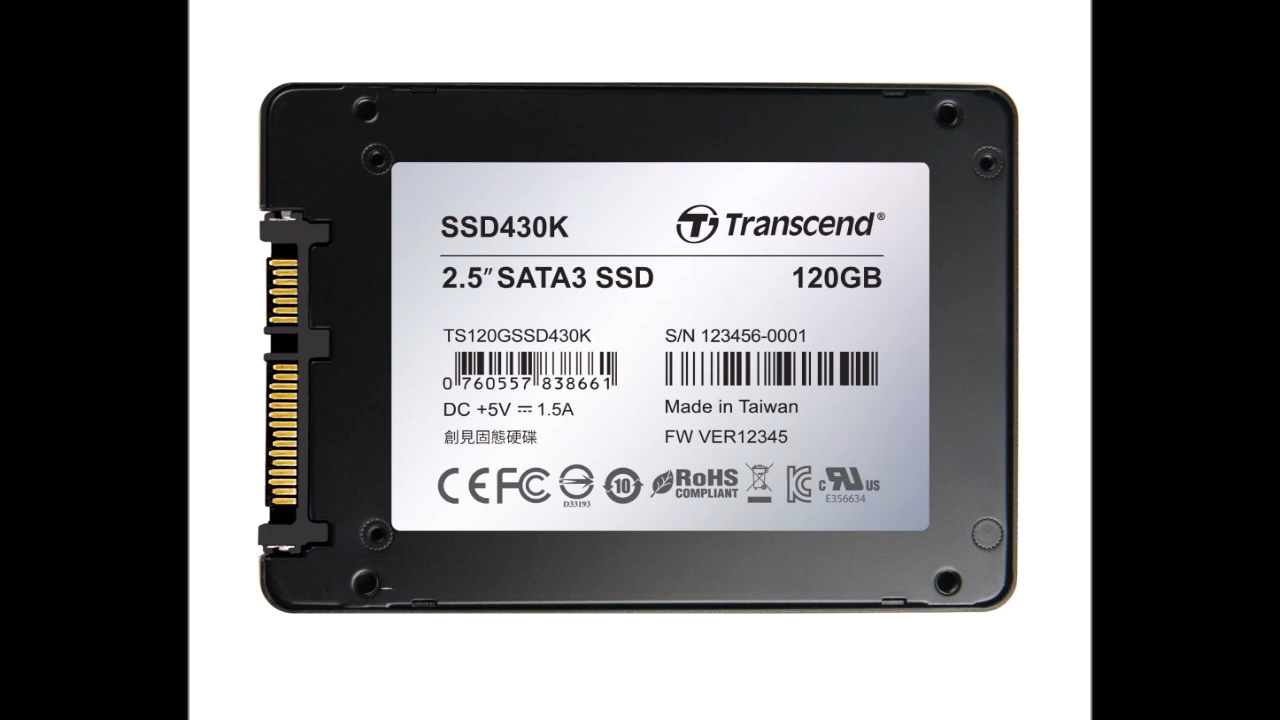 SSD430K Transcend®
2.5" SATA3 SSD 120GB
TS120GSSD430K S/N 123456-0001
0 760557 838661
DC +5V ⎓ 1.5A Made in Taiwan
創見固態硬碟 FW VER12345
CE FC D33193 10 RoHS COMPLIANT c RU US E356634